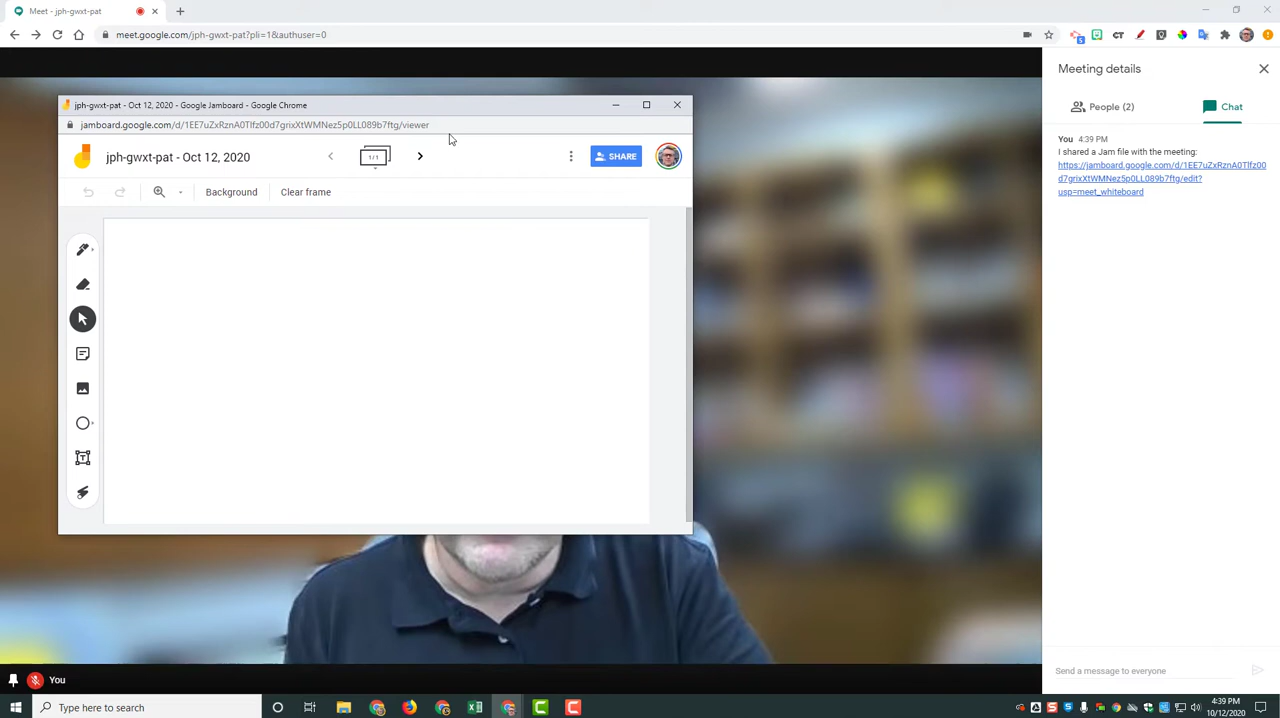 Meet - jph-gwxt-pat
meet.google.com/jph-gwxt-pat?pli=1&authuser=0
5
jph-gwxt-pat - Oct 12, 2020 - Google Jamboard - Google Chrome
jamboard.google.com/d/1EE7uZxRznA0Tlfz00d7grixXtWMNez5p0LL089b7ftg/viewer
jph-gwxt-pat - Oct 12, 2020
1/1
SHARE
Background
Clear frame
Meeting details
People (2)
Chat
You 4:39 PM
I shared a Jam file with the meeting:
https://jamboard.google.com/d/1EE7uZxRznA0Tlfz00
d7grixXtWMNez5p0LL089b7ftg/edit?
usp=meet_whiteboard
Send a message to everyone
You
Type here to search
4:39 PM
10/12/2020